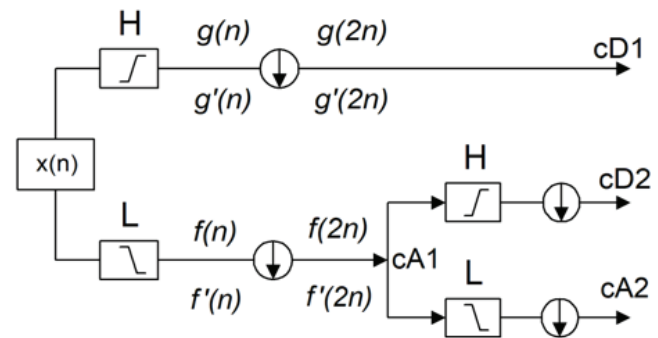 H
g(n) g(2n)
cD1
g'(n) g'(2n)
x(n)
H
cD2
L
f(n) f(2n)
cA1
f'(n) f'(2n)
L
cA2